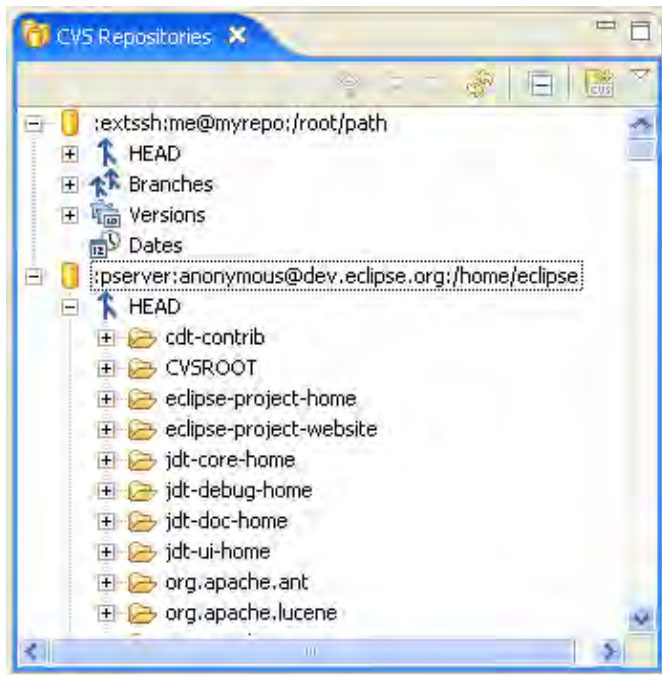 CVS Repositories
:extssh:me@myrepo:/root/path
HEAD
Branches
Versions
Dates
:pserver:anonymous@dev.eclipse.org:/home/eclipse
HEAD
cdt-contrib
CVSROOT
eclipse-project-home
eclipse-project-website
jdt-core-home
jdt-debug-home
jdt-doc-home
jdt-ui-home
org.apache.ant
org.apache.lucene